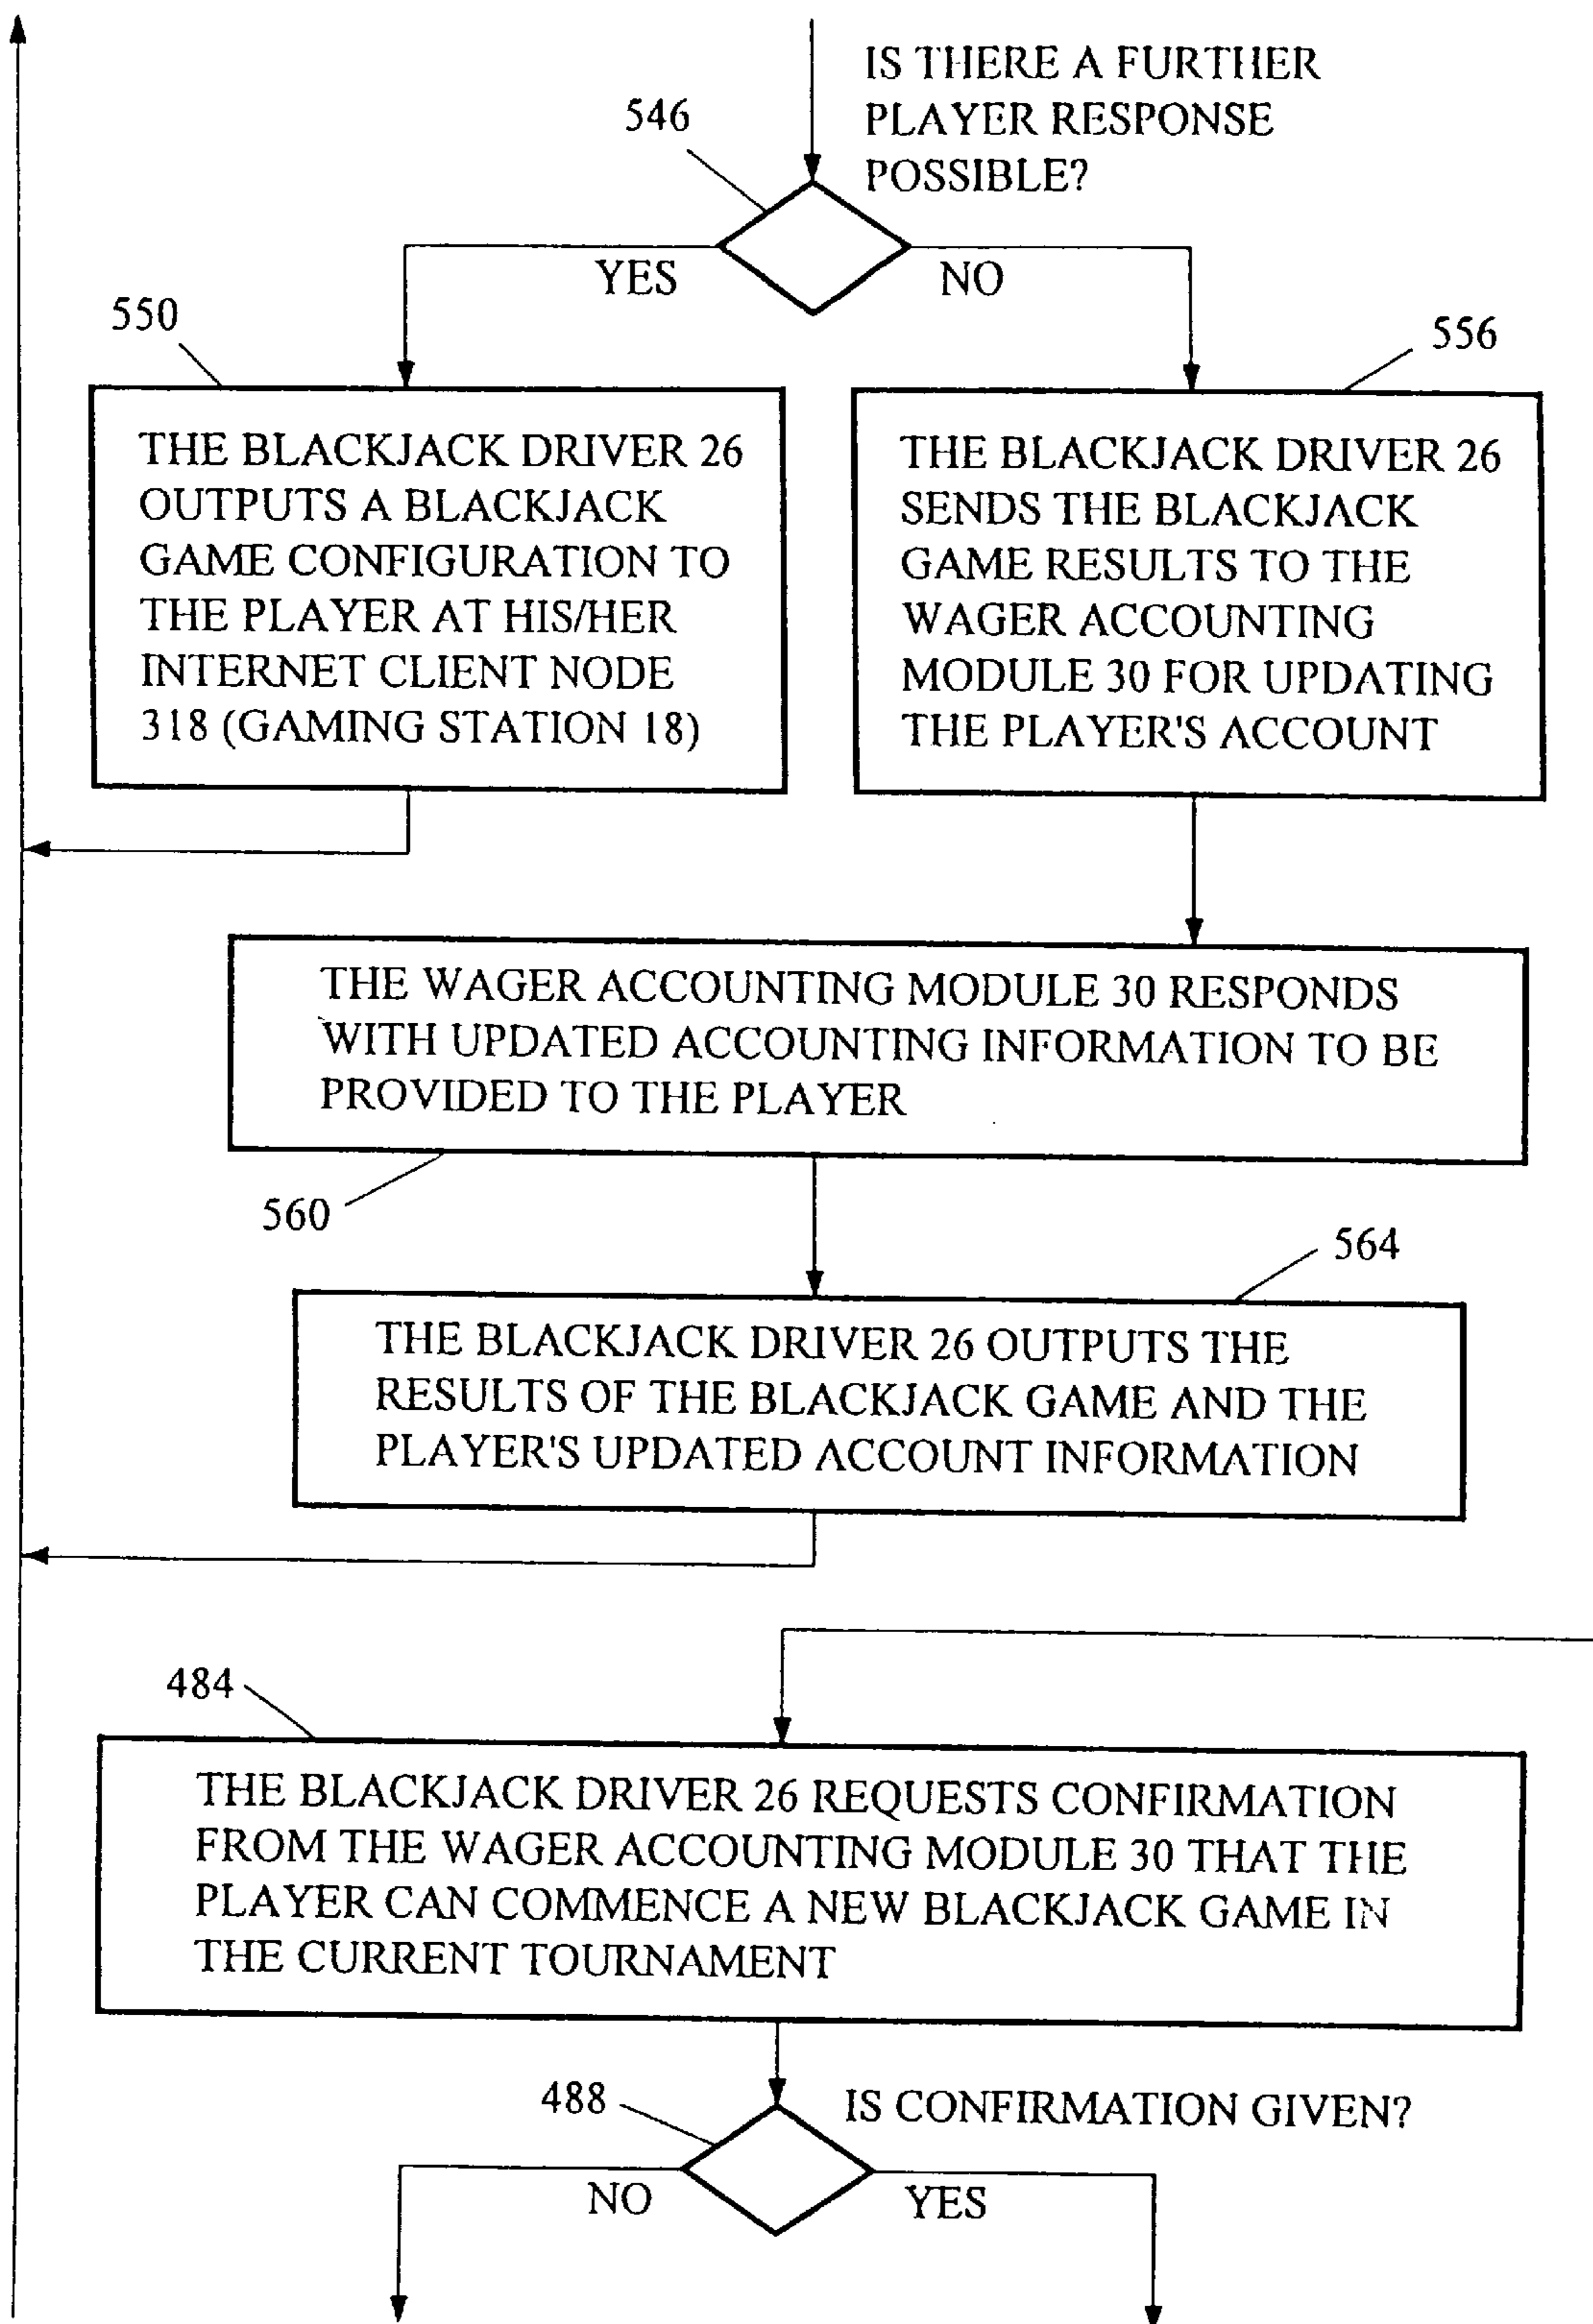 IS THERE A FURTHER
PLAYER RESPONSE
POSSIBLE?
546
YES
NO
550
556
THE BLACKJACK DRIVER 26
OUTPUTS A BLACKJACK
GAME CONFIGURATION TO
THE PLAYER AT HIS/HER
INTERNET CLIENT NODE
318 (GAMING STATION 18)
THE BLACKJACK DRIVER 26
SENDS THE BLACKJACK
GAME RESULTS TO THE
WAGER ACCOUNTING
MODULE 30 FOR UPDATING
THE PLAYER'S ACCOUNT
THE WAGER ACCOUNTING MODULE 30 RESPONDS
WITH UPDATED ACCOUNTING INFORMATION TO BE
PROVIDED TO THE PLAYER
560
564
THE BLACKJACK DRIVER 26 OUTPUTS THE
RESULTS OF THE BLACKJACK GAME AND THE
PLAYER'S UPDATED ACCOUNT INFORMATION
484
THE BLACKJACK DRIVER 26 REQUESTS CONFIRMATION
FROM THE WAGER ACCOUNTING MODULE 30 THAT THE
PLAYER CAN COMMENCE A NEW BLACKJACK GAME IN
THE CURRENT TOURNAMENT
488
IS CONFIRMATION GIVEN?
NO
YES